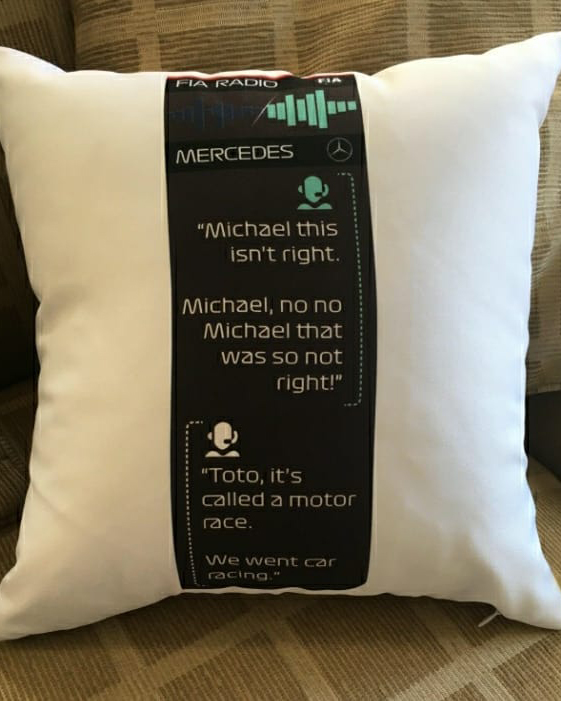 FIA RADIO FIA
MERCEDES
"Michael this
isn't right.
Michael, no no
Michael that
was so not
right!"
"Toto, it's
called a motor
race.
We went car
racing."